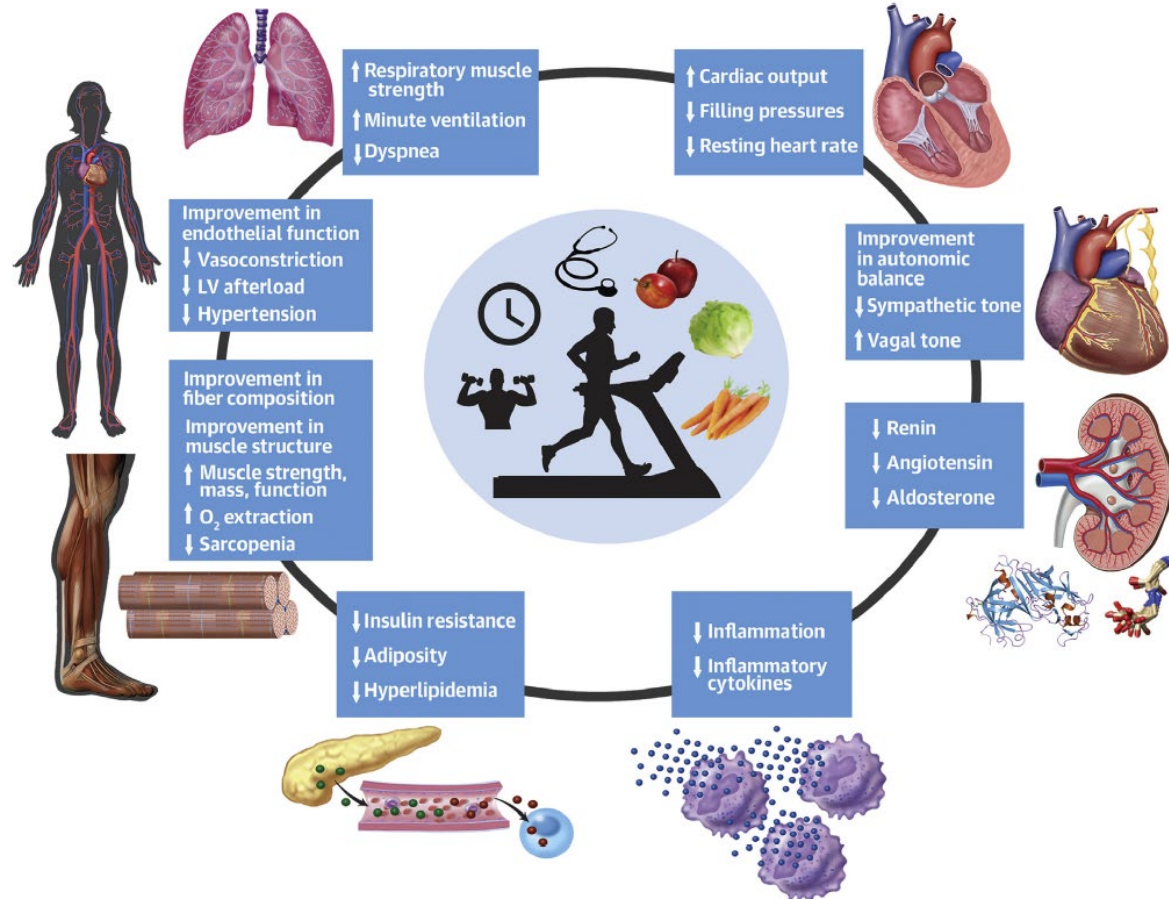 ↑ Respiratory muscle
strength
↑ Minute ventilation
↓ Dyspnea
↑ Cardiac output
↓ Filling pressures
↓ Resting heart rate
Improvement in
endothelial function
↓ Vasoconstriction
↓ LV afterload
↓ Hypertension
Improvement
in autonomic
balance
↓ Sympathetic tone
↑ Vagal tone
Improvement in
fiber composition
Improvement in
muscle structure
↑ Muscle strength,
mass, function
↑ O₂ extraction
↓ Sarcopenia
↓ Renin
↓ Angiotensin
↓ Aldosterone
↓ Insulin resistance
↓ Adiposity
↓ Hyperlipidemia
↓ Inflammation
↓ Inflammatory
cytokines